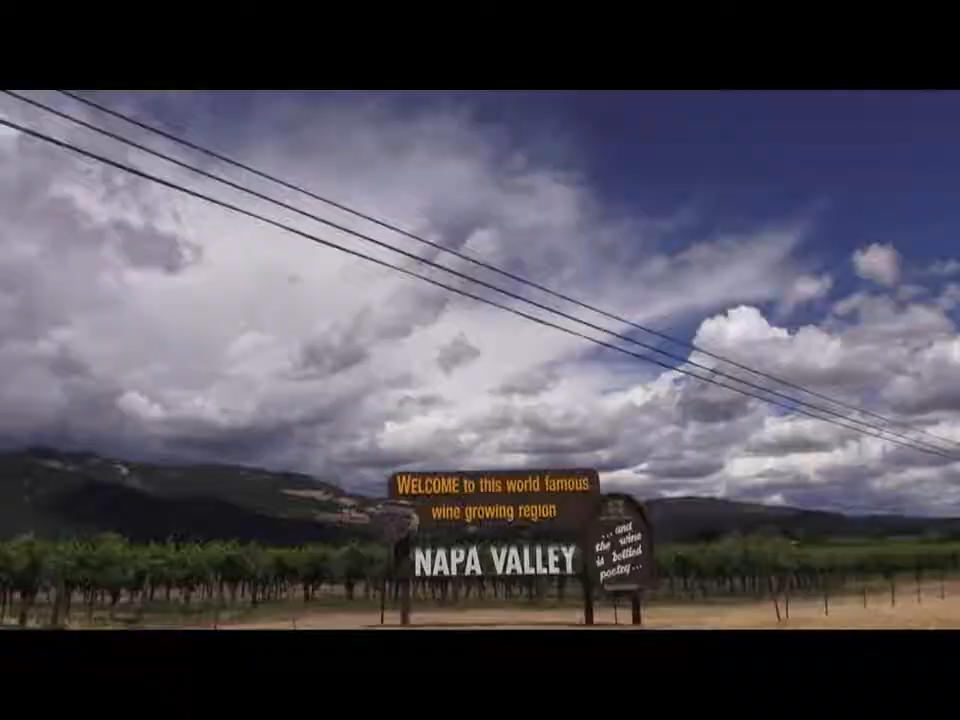 WELCOME to this world famous
wine growing region
NAPA VALLEY
... and
the wine
is bottled
poetry...